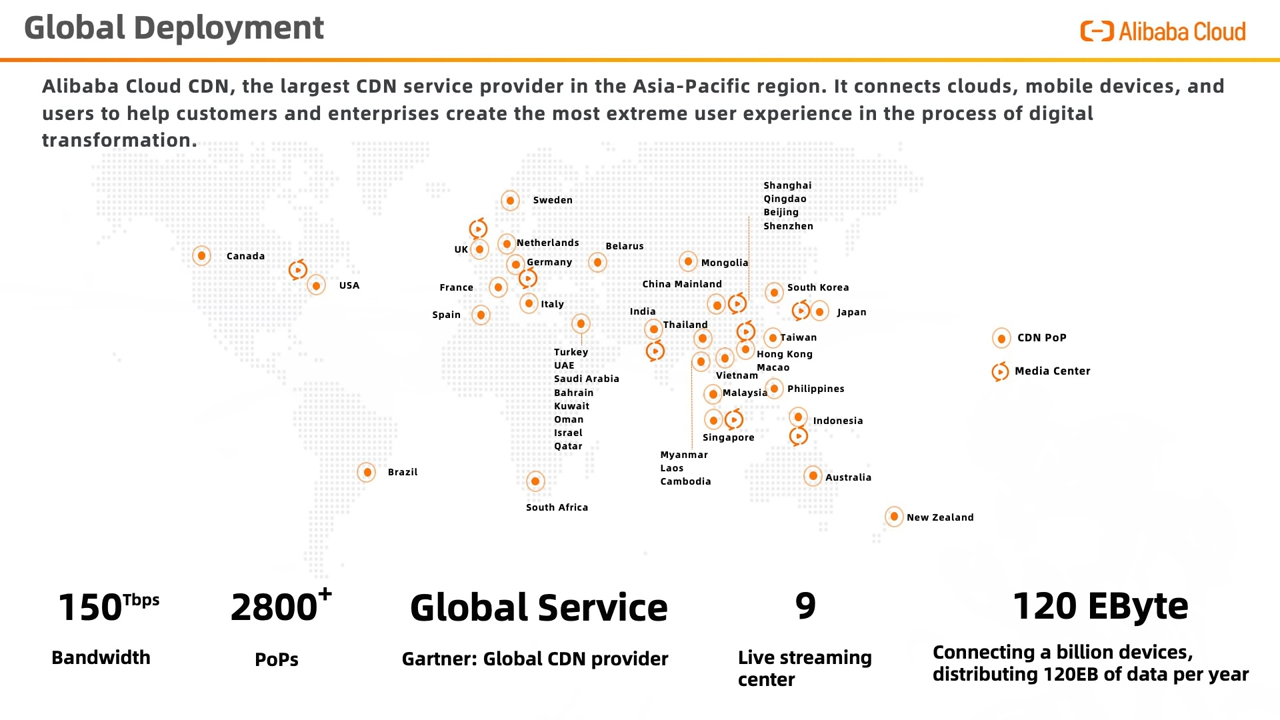 Global Deployment
Alibaba Cloud
Alibaba Cloud CDN, the largest CDN service provider in the Asia-Pacific region. It connects clouds, mobile devices, and
users to help customers and enterprises create the most extreme user experience in the process of digital
transformation.
Shanghai
Qingdao
Beijing
Shenzhen
Sweden
Netherlands
UK
Belarus
Canada
Germany
Mongolia
USA
France
China Mainland
South Korea
Italy
Spain
India
Japan
Thailand
Taiwan
CDN PoP
Turkey
UAE
Saudi Arabia
Bahrain
Kuwait
Oman
Israel
Qatar
Hong Kong
Macao
Vietnam
Media Center
Malaysia
Philippines
Indonesia
Singapore
Myanmar
Laos
Cambodia
Brazil
Australia
South Africa
New Zealand
150Tbps
Bandwidth
2800+
PoPs
Global Service
Gartner: Global CDN provider
9
Live streaming
center
120 EByte
Connecting a billion devices,
distributing 120EB of data per year